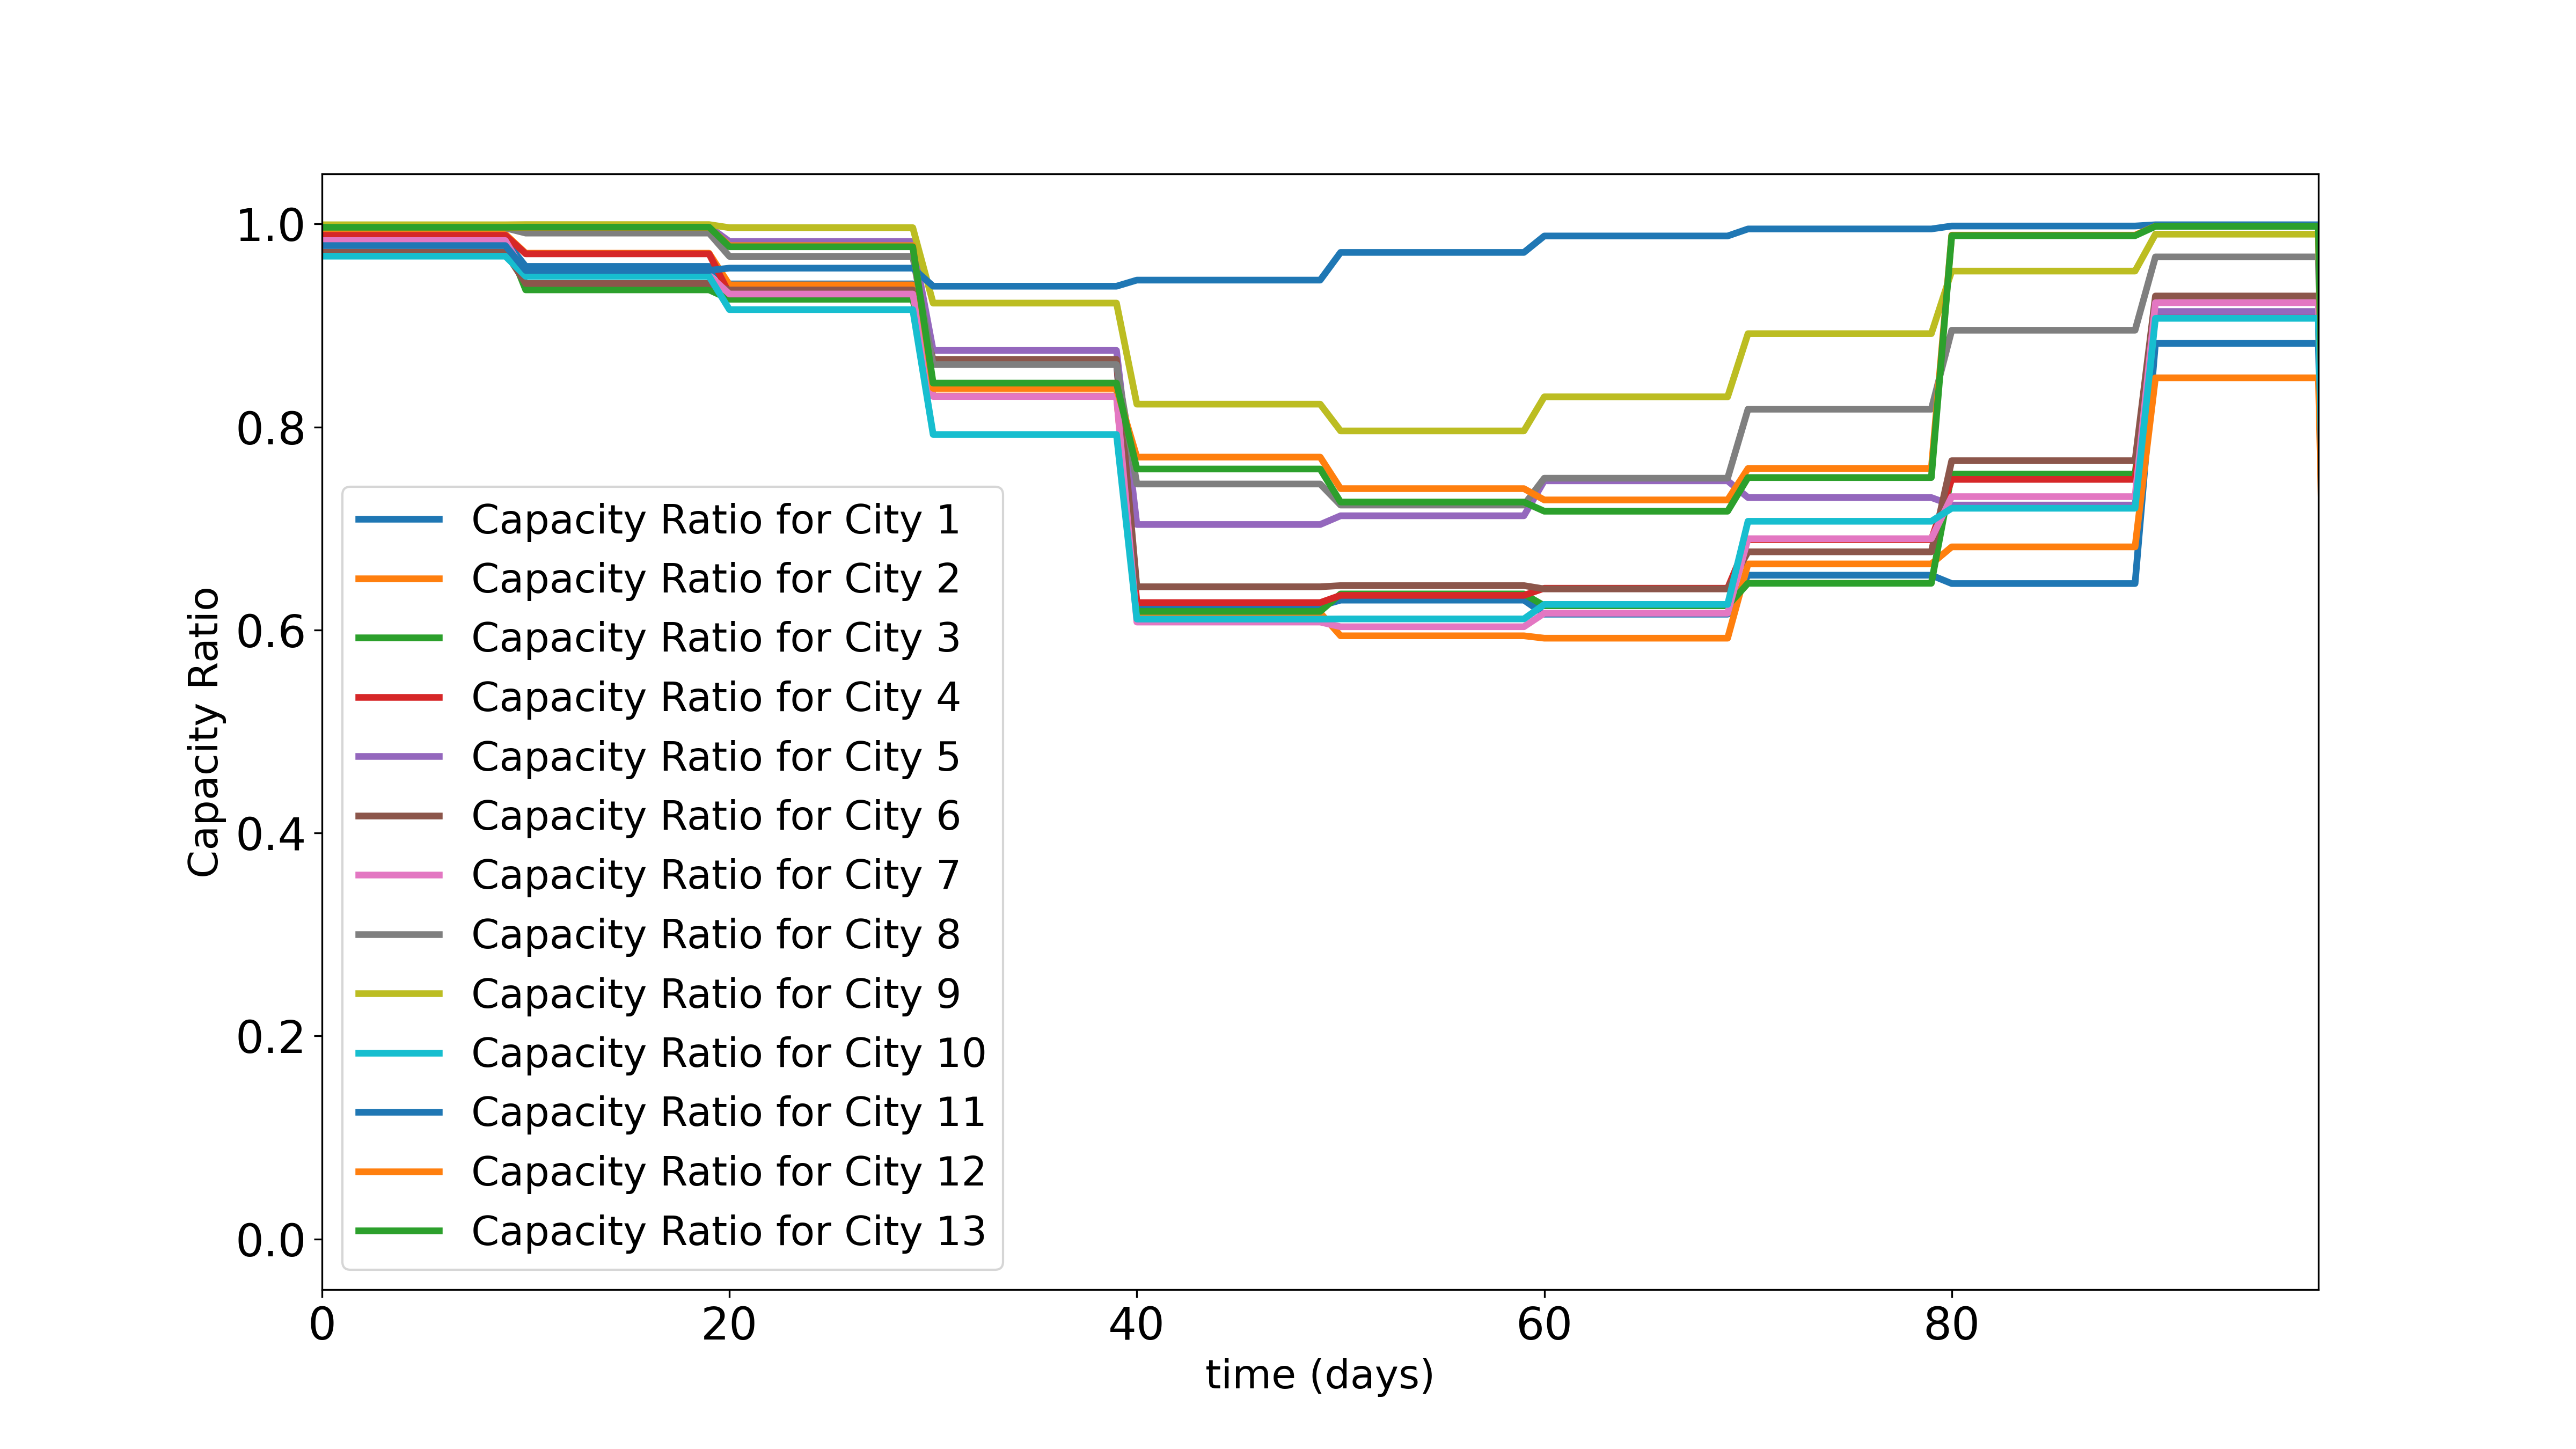 1.0
0.8
0.6
0.4
0.2
0.0
Capacity Ratio
Capacity Ratio for City 1
Capacity Ratio for City 2
Capacity Ratio for City 3
Capacity Ratio for City 4
Capacity Ratio for City 5
Capacity Ratio for City 6
Capacity Ratio for City 7
Capacity Ratio for City 8
Capacity Ratio for City 9
Capacity Ratio for City 10
Capacity Ratio for City 11
Capacity Ratio for City 12
Capacity Ratio for City 13
0 20 40 60 80
time (days)